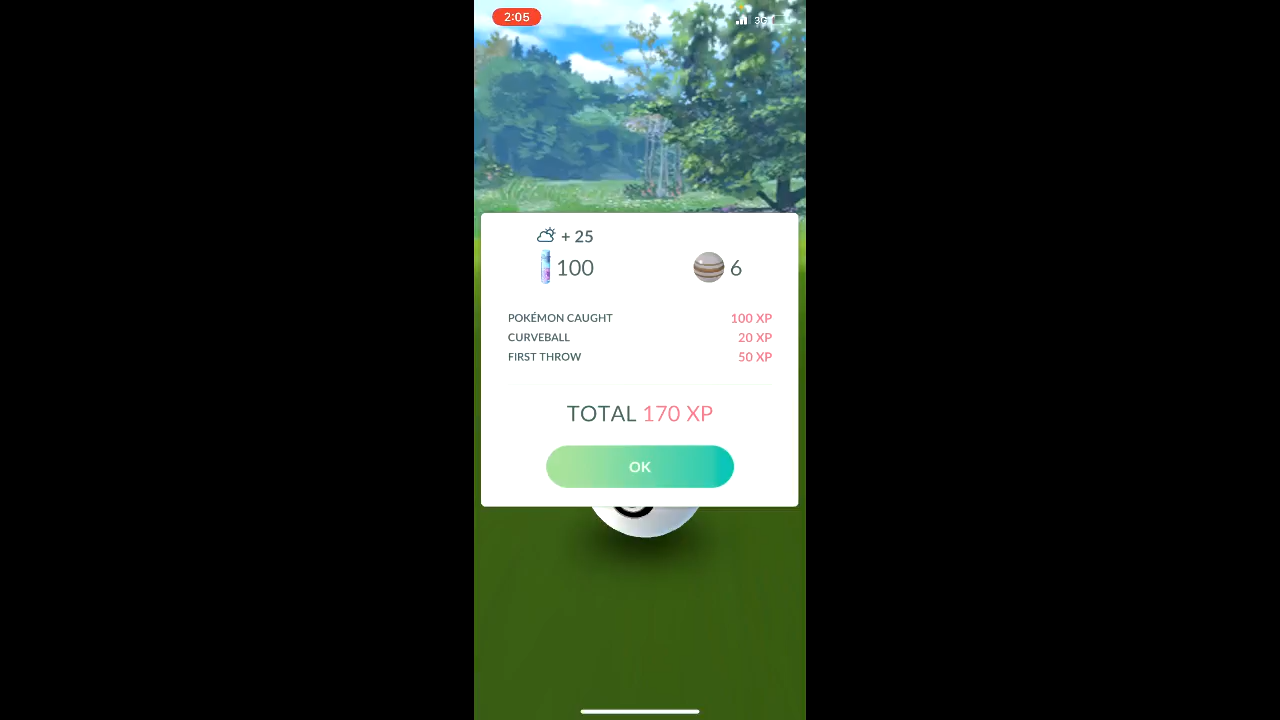 2:05
3G
+ 25
100
6
POKÉMON CAUGHT 100 XP
CURVEBALL 20 XP
FIRST THROW 50 XP
TOTAL 170 XP
OK